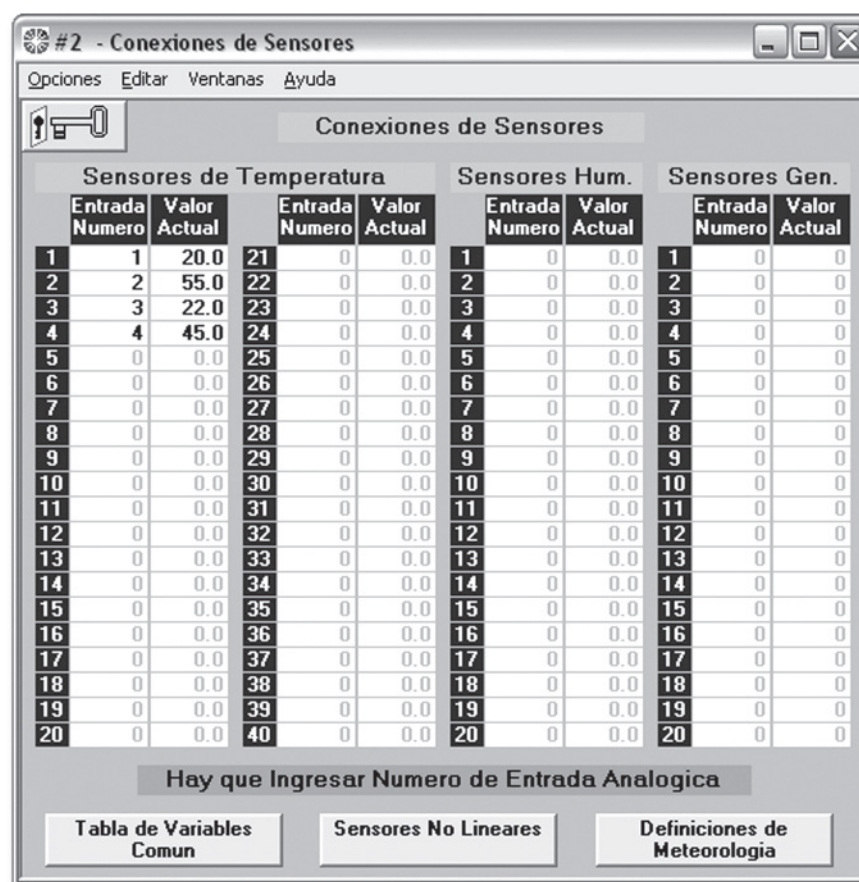 #2 - Conexiones de Sensores
Opciones Editar Ventanas Ayuda
Conexiones de Sensores
Sensores de Temperatura Sensores Hum. Sensores Gen.
Entrada Valor Entrada Valor Entrada Valor Entrada Valor
Numero Actual Numero Actual Numero Actual Numero Actual
1 1 20.0 21 0 0.0 1 0 0.0 1 0 0
2 2 55.0 22 0 0.0 2 0 0.0 2 0 0
3 3 22.0 23 0 0.0 3 0 0.0 3 0 0
4 4 45.0 24 0 0.0 4 0 0.0 4 0 0
5 0 0.0 25 0 0.0 5 0 0.0 5 0 0
6 0 0.0 26 0 0.0 6 0 0.0 6 0 0
7 0 0.0 27 0 0.0 7 0 0.0 7 0 0
8 0 0.0 28 0 0.0 8 0 0.0 8 0 0
9 0 0.0 29 0 0.0 9 0 0.0 9 0 0
10 0 0.0 30 0 0.0 10 0 0.0 10 0 0
11 0 0.0 31 0 0.0 11 0 0.0 11 0 0
12 0 0.0 32 0 0.0 12 0 0.0 12 0 0
13 0 0.0 33 0 0.0 13 0 0.0 13 0 0
14 0 0.0 34 0 0.0 14 0 0.0 14 0 0
15 0 0.0 35 0 0.0 15 0 0.0 15 0 0
16 0 0.0 36 0 0.0 16 0 0.0 16 0 0
17 0 0.0 37 0 0.0 17 0 0.0 17 0 0
18 0 0.0 38 0 0.0 18 0 0.0 18 0 0
19 0 0.0 39 0 0.0 19 0 0.0 19 0 0
20 0 0.0 40 0 0.0 20 0 0.0 20 0 0
Hay que Ingresar Numero de Entrada Analogica
Tabla de Variables Sensores No Lineares Definiciones de
Comun Meteorologia